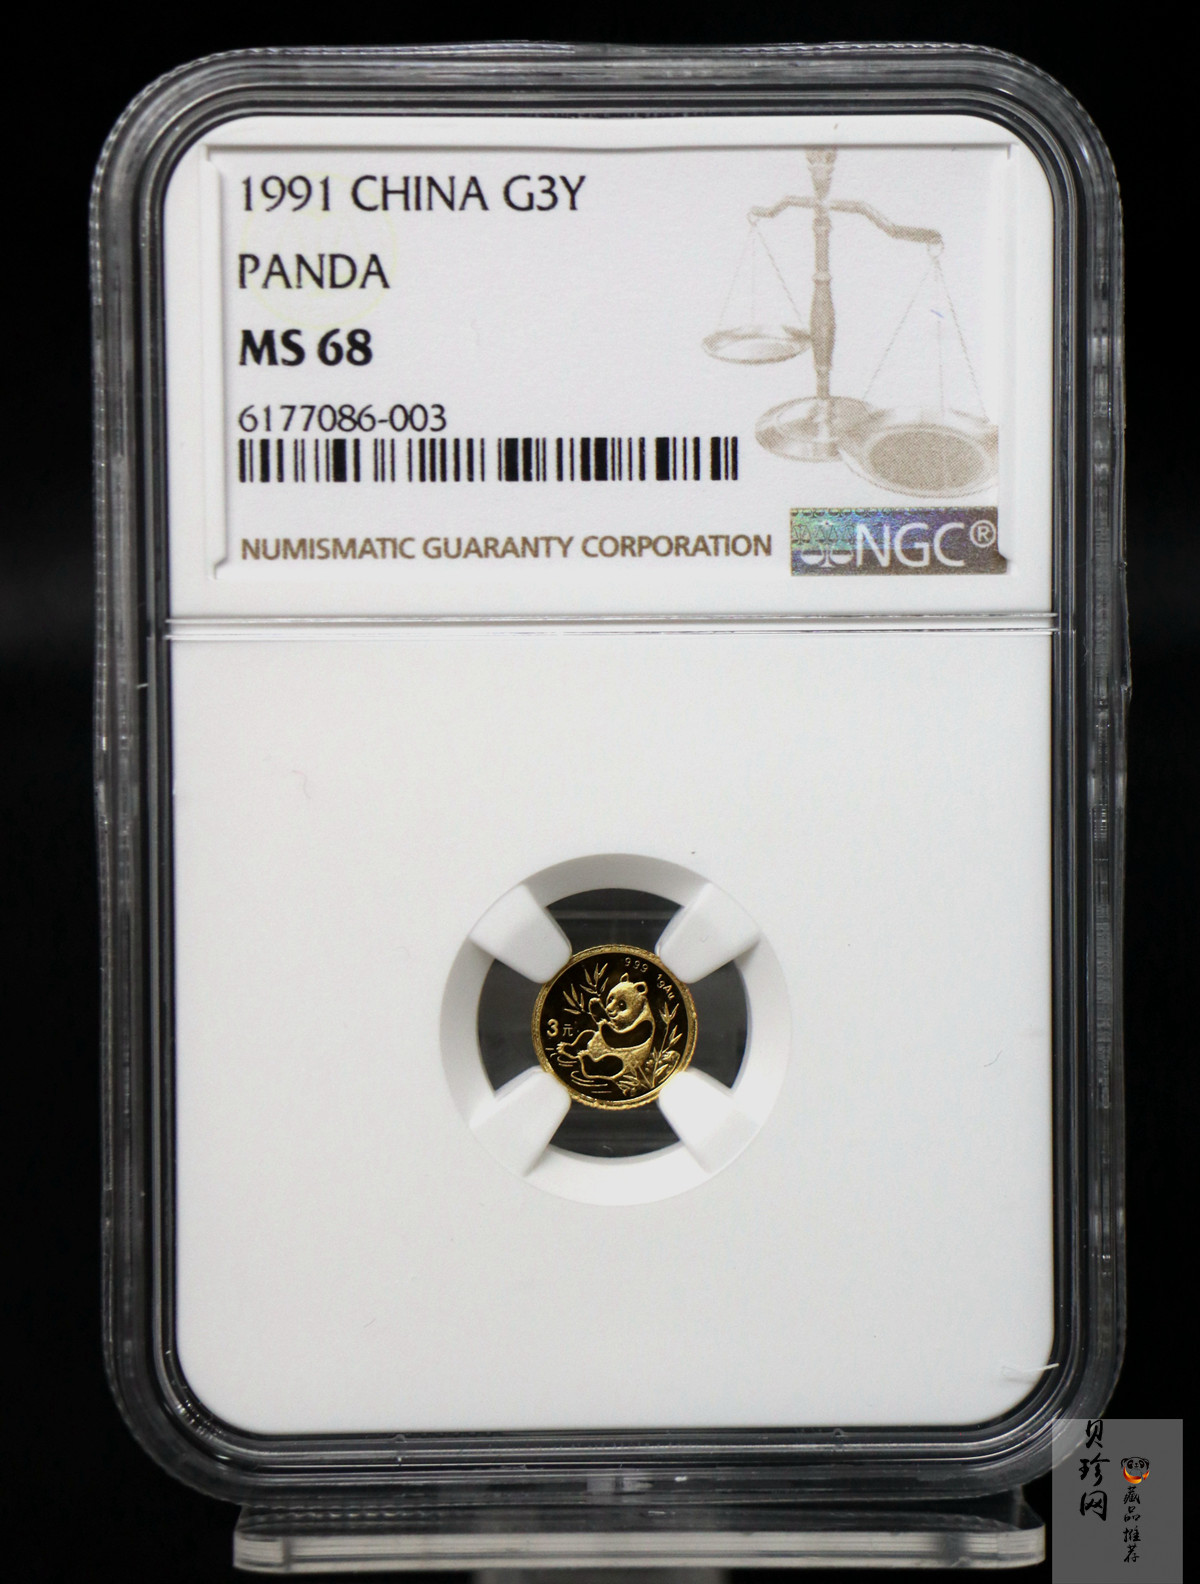 1991 CHINA G3Y
PANDA
MS 68
6177086-003
NUMISMATIC GUARANTY CORPORATION
NGC®
999 1gAu
3元
贝珍网
藏品推荐